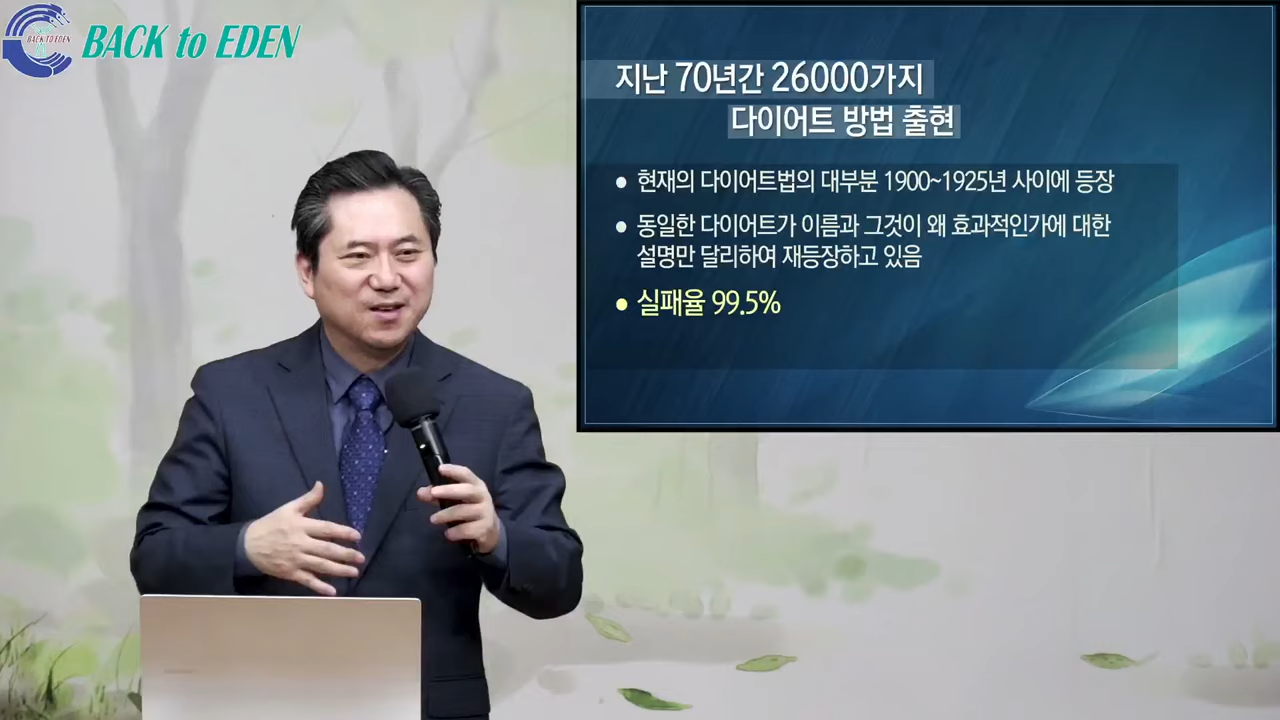 BACK TO EDEN
BACK to EDEN
지난 70년간 26000가지
다이어트 방법 출현
• 현재의 다이어트법의 대부분 1900~1925년 사이에 등장
• 동일한 다이어트가 이름과 그것이 왜 효과적인가에 대한
설명만 달리하여 재등장하고 있음
• 실패율 99.5%